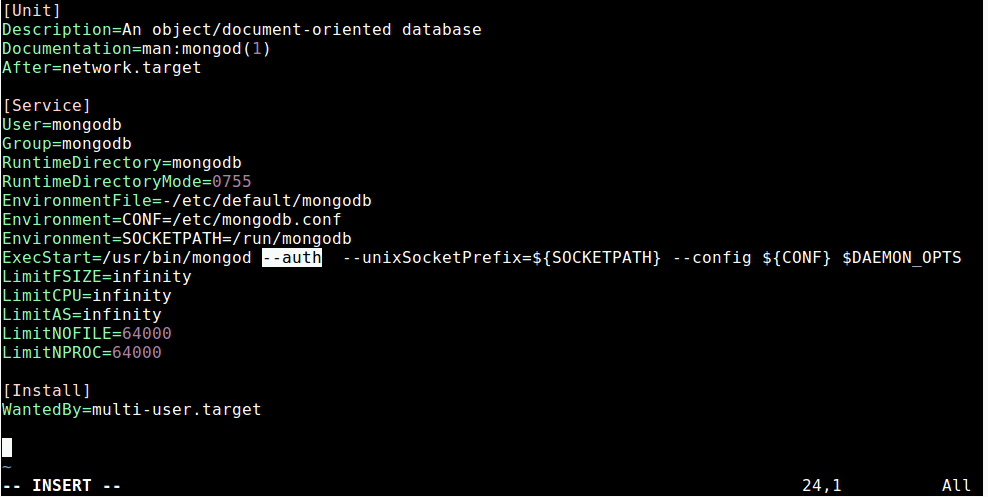 [Unit]
Description=An object/document-oriented database
Documentation=man:mongod(1)
After=network.target

[Service]
User=mongodb
Group=mongodb
RuntimeDirectory=mongodb
RuntimeDirectoryMode=0755
EnvironmentFile=-/etc/default/mongodb
Environment=CONF=/etc/mongodb.conf
Environment=SOCKETPATH=/run/mongodb
ExecStart=/usr/bin/mongod --auth  --unixSocketPrefix=${SOCKETPATH} --config ${CONF} $DAEMON_OPTS
LimitFSIZE=infinity
LimitCPU=infinity
LimitAS=infinity
LimitNOFILE=64000
LimitNPROC=64000

[Install]
WantedBy=multi-user.target

~
-- INSERT -- 24,1 All